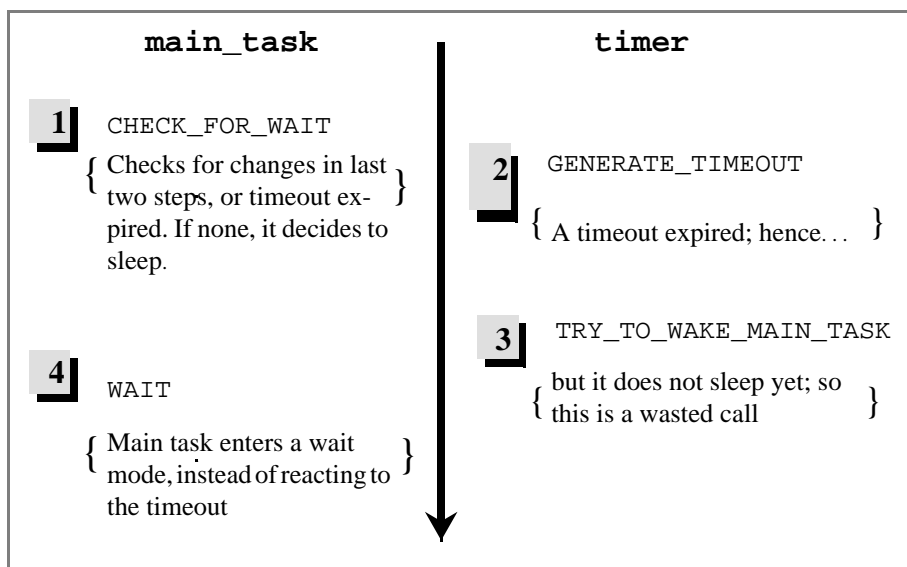 main_task
timer
1
CHECK_FOR_WAIT
{ Checks for changes in last
two steps, or timeout ex- }
pired. If none, it decides to
sleep.
2
GENERATE_TIMEOUT
{ A timeout expired; hence... }
3
TRY_TO_WAKE_MAIN_TASK
but it does not sleep yet; so
{ this is a wasted call }
4
WAIT
{ Main task enters a wait }
mode, instead of reacting to
the timeout